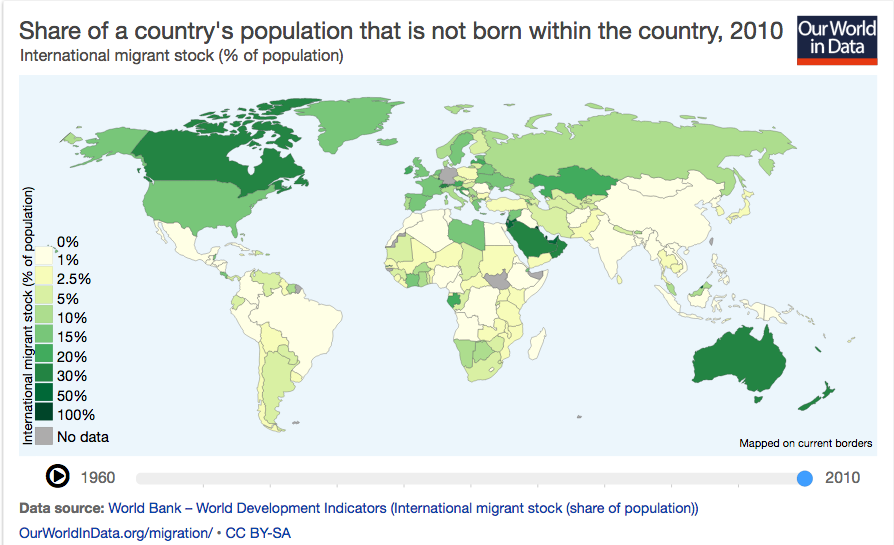 Share of a country's population that is not born within the country, 2010
International migrant stock (% of population)
Our World
in Data
International migrant stock (% of population)
0%
1%
2.5%
5%
10%
15%
20%
30%
50%
100%
No data
Mapped on current borders
1960
2010
Data source: World Bank – World Development Indicators (International migrant stock (share of population))
OurWorldInData.org/migration/ • CC BY-SA